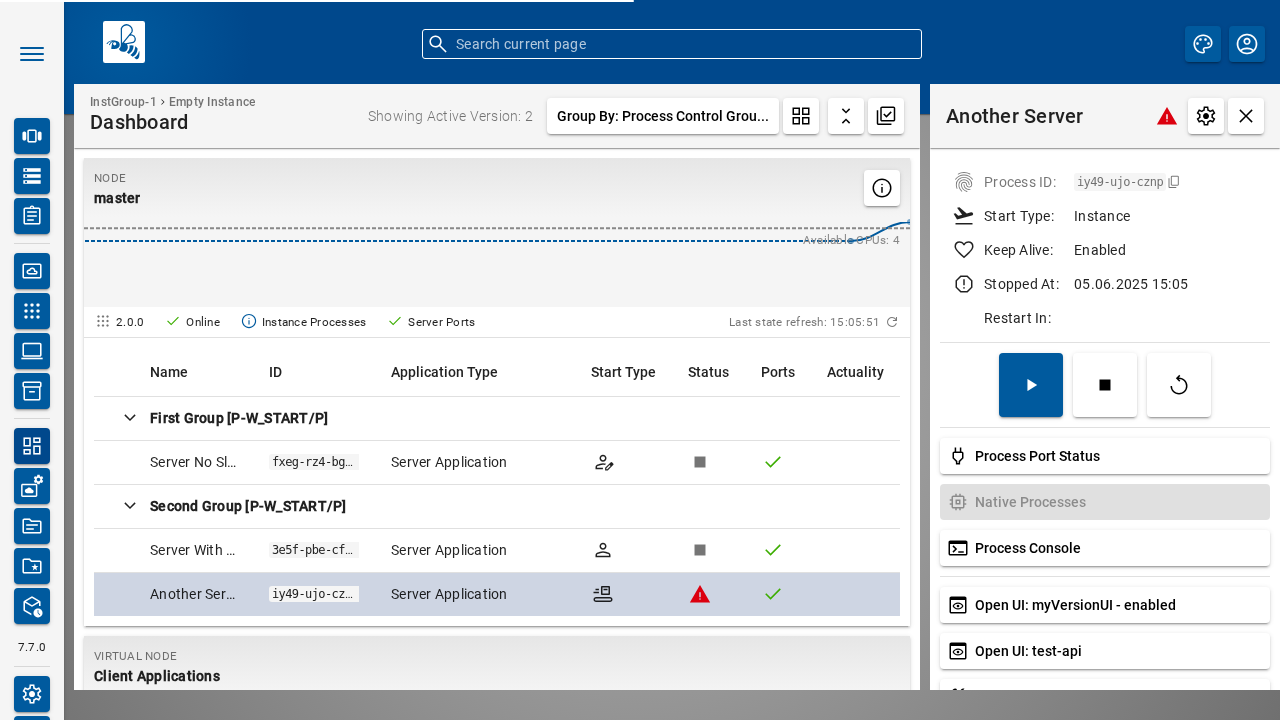 Search current page
InstGroup-1 › Empty Instance
Dashboard
Showing Active Version: 2
Group By: Process Control Grou...
NODE
master
Available CPUs: 4
2.0.0
Online
Instance Processes
Server Ports
Last state refresh: 15:05:51
Name ID Application Type Start Type Status Ports Actuality
First Group [P-W_START/P]
Server No Sl... fxeg-rz4-bg... Server Application
Second Group [P-W_START/P]
Server With ... 3e5f-pbe-cf... Server Application
Another Ser... iy49-ujo-cz... Server Application
VIRTUAL NODE
Client Applications
7.7.0
Another Server
Process ID: iy49-ujo-cznp
Start Type: Instance
Keep Alive: Enabled
Stopped At: 05.06.2025 15:05
Restart In:
Process Port Status
Native Processes
Process Console
Open UI: myVersionUI - enabled
Open UI: test-api